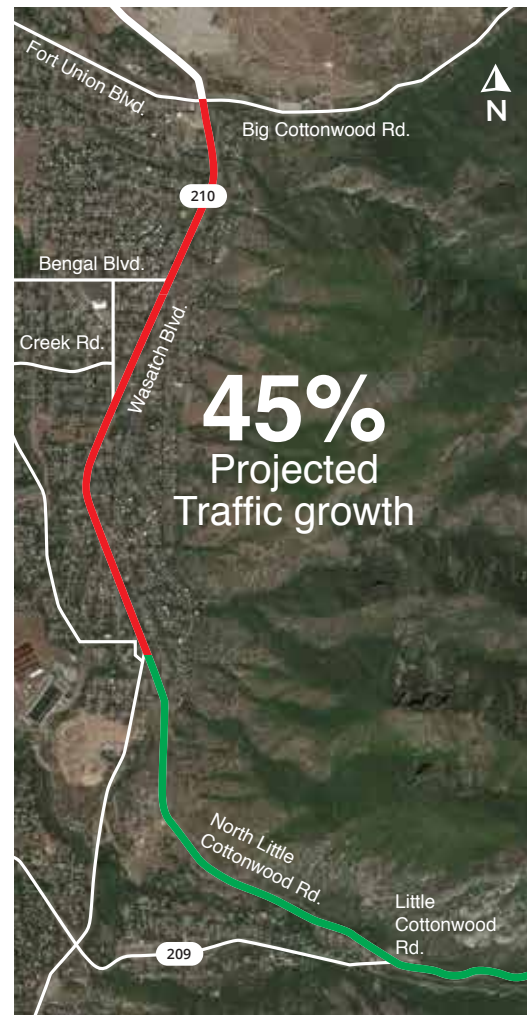 Fort Union Blvd.
N
Big Cottonwood Rd.
210
Bengal Blvd.
Creek Rd.
Wasatch Blvd.
45%
Projected
Traffic growth
North Little
Cottonwood Rd.
Little
Cottonwood
Rd.
209